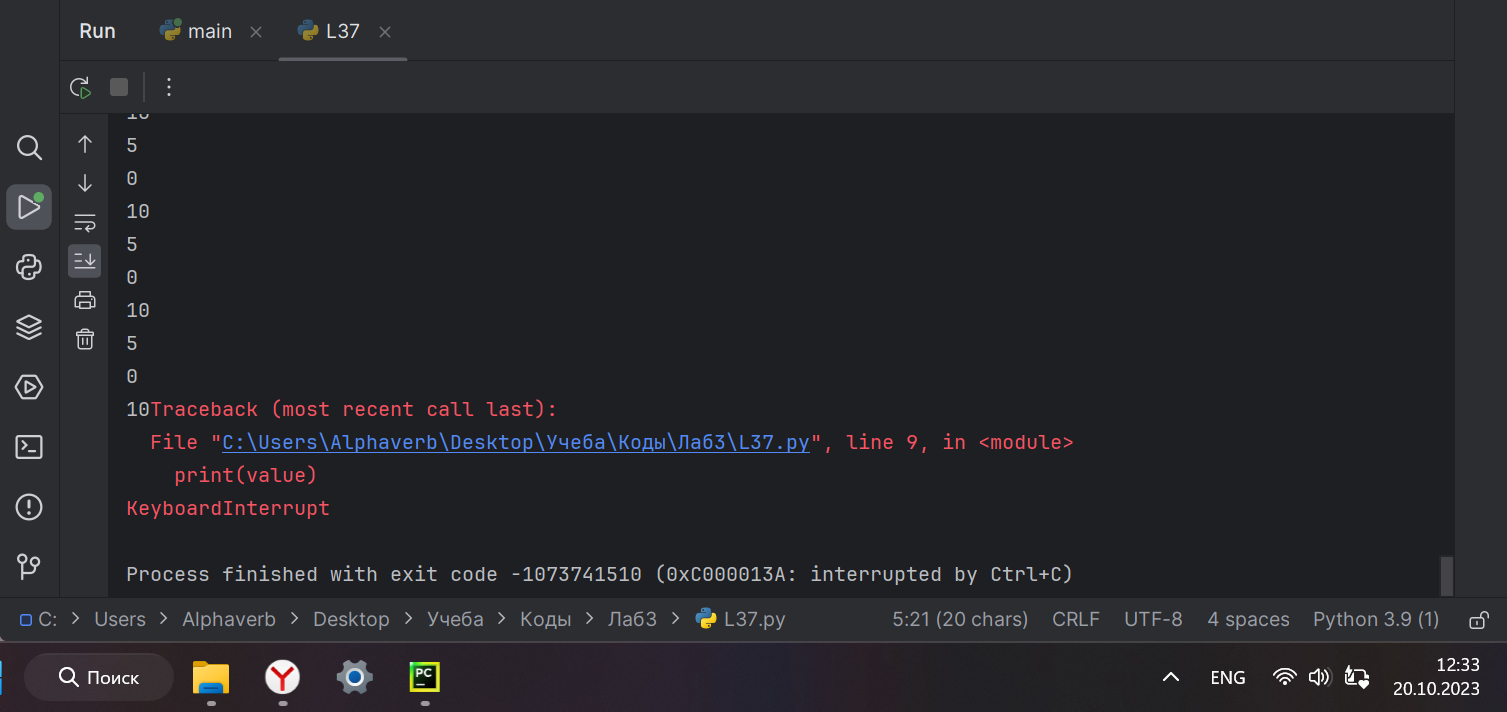 Run main L37
10
5
0
10
5
0
10
5
0
10Traceback (most recent call last):
File "C:\Users\Alphaverb\Desktop\Учеба\Коды\Лаб3\L37.py", line 9, in <module>
print(value)
KeyboardInterrupt
Process finished with exit code -1073741510 (0xC000013A: interrupted by Ctrl+C)
C: > Users > Alphaverb > Desktop > Учеба > Коды > Лаб3 > L37.py 5:21 (20 chars) CRLF UTF-8 4 spaces Python 3.9 (1)
Поиск PC ENG 12:33
20.10.2023